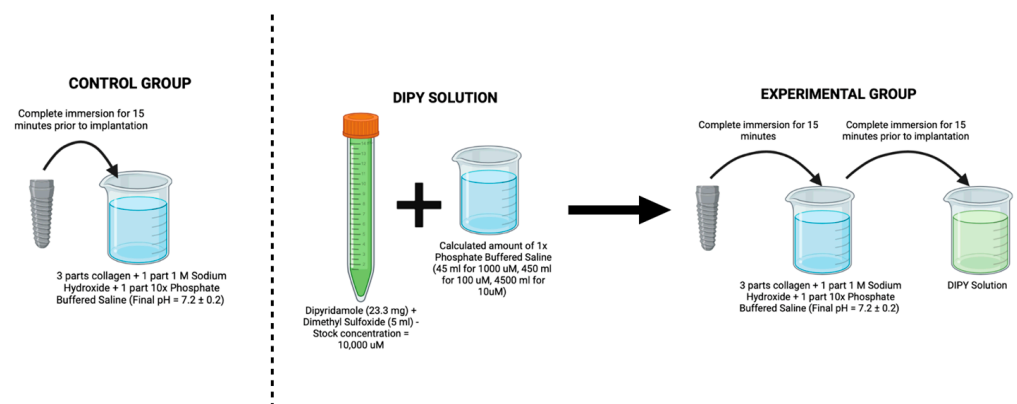 CONTROL GROUP
Complete immersion for 15
minutes prior to implantation
3 parts collagen + 1 part 1 M Sodium
Hydroxide + 1 part 10x Phosphate
Buffered Saline (Final pH = 7.2 ± 0.2)
DIPY SOLUTION
Dipyridamole (23.3 mg) +
Dimethyl Sulfoxide (5 ml) -
Stock concentration =
10,000 uM
Calculated amount of 1x
Phosphate Buffered Saline
(45 ml for 1000 uM, 450 ml
for 100 uM, 4500 ml for
10uM)
EXPERIMENTAL GROUP
Complete immersion for 15
minutes
Complete immersion for 15
minutes prior to implantation
3 parts collagen + 1 part 1 M Sodium
Hydroxide + 1 part 10x Phosphate
Buffered Saline (Final pH = 7.2 ± 0.2)
DIPY Solution